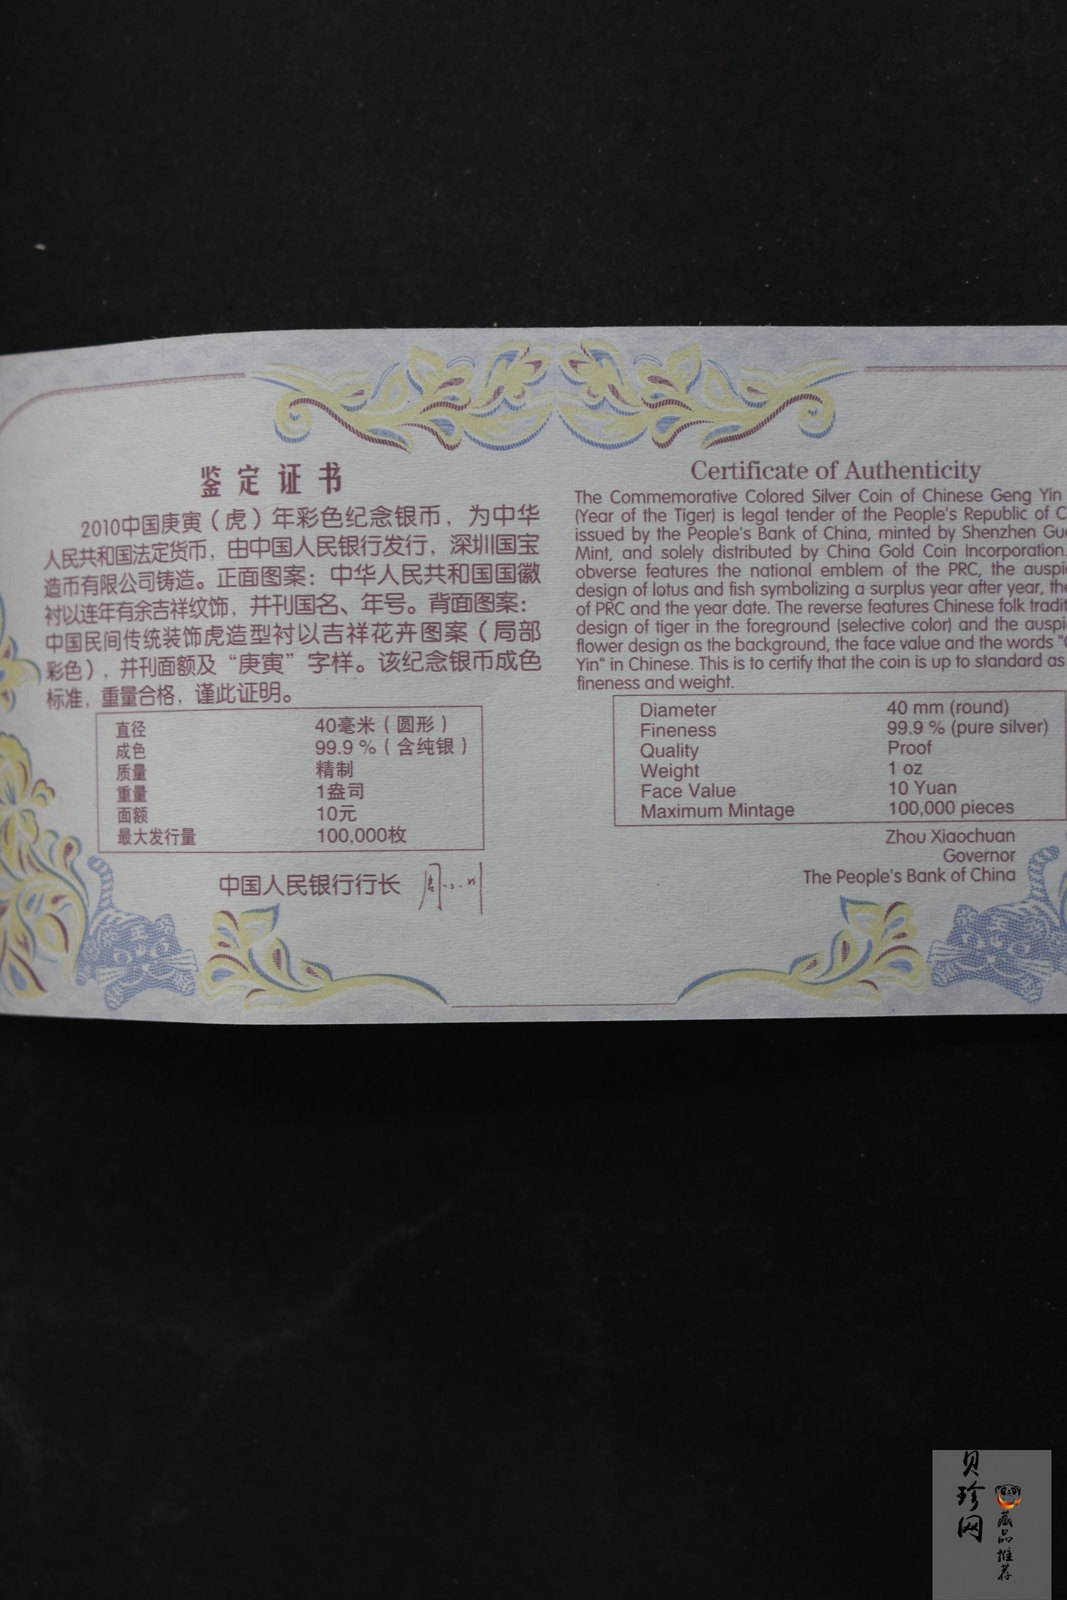 鉴定证书
2010中国庚寅（虎）年彩色纪念银币，为中华
人民共和国法定货币，由中国人民银行发行，深圳国宝
造币有限公司铸造。正面图案：中华人民共和国国徽
衬以连年有余吉祥纹饰，并刊国名、年号。背面图案：
中国民间传统装饰虎造型衬以吉祥花卉图案（局部
彩色），并刊面额及“庚寅”字样。该纪念银币成色
标准，重量合格，谨此证明。
直径 40毫米（圆形）
成色 99.9%（含纯银）
质量 精制
重量 1盎司
面额 10元
最大发行量 100,000枚
中国人民银行行长
Certificate of Authenticity
The Commemorative Colored Silver Coin of Chinese Geng Yin
(Year of the Tiger) is legal tender of the People's Republic of
issued by the People's Bank of China, minted by Shenzhen
Mint, and solely distributed by China Gold Coin Incorporation.
obverse features the national emblem of the PRC, the
design of lotus and fish symbolizing a surplus year after year,
of PRC and the year date. The reverse features Chinese folk
design of tiger in the foreground (selective color) and the
flower design as the background, the face value and the words
Yin" in Chinese. This is to certify that the coin is up to standard as
fineness and weight.
Diameter 40 mm (round)
Fineness 99.9 % (pure silver)
Quality Proof
Weight 1 oz
Face Value 10 Yuan
Maximum Mintage 100,000 pieces
Zhou Xiaochuan
Governor
The People's Bank of China
贝珍网
藏品推荐